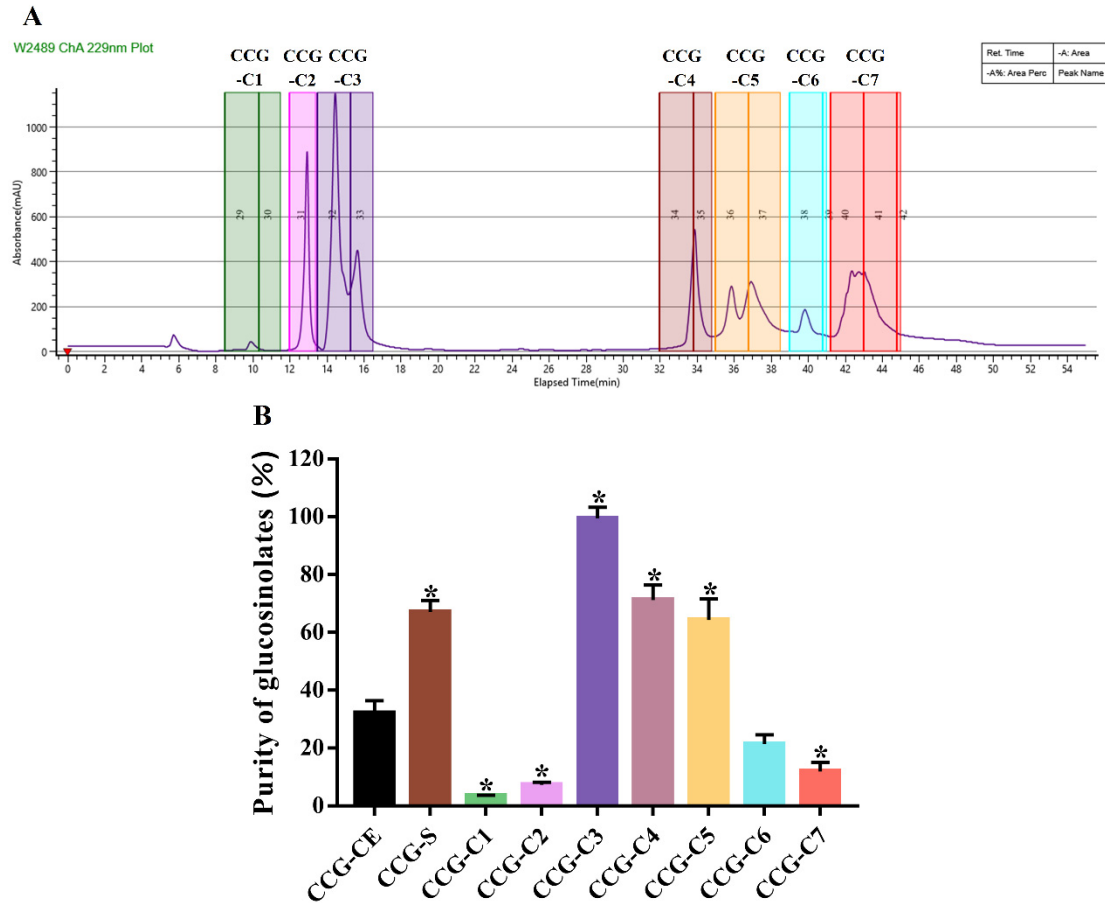 A
W2489 ChA 229nm Plot
CCG CCG CCG CCG CCG CCG CCG
-C1 -C2 -C3 -C4 -C5 -C6 -C7
Ret. Time -A: Area
-A%: Area Perc Peak Name
Absorbance(mAU)
1000
800
600
400
200
0
29 30 31 32 33 34 35 36 37 38 39 40 41 42
0 2 4 6 8 10 12 14 16 18 20 22 24 26 28 30 32 34 36 38 40 42 44 46 48 50 52 54
Elapsed Time(min)
B
Purity of glucosinolates (%)
120
100
80
60
40
20
0
* * * * * * *
CCG-CE CCG-S CCG-C1 CCG-C2 CCG-C3 CCG-C4 CCG-C5 CCG-C6 CCG-C7